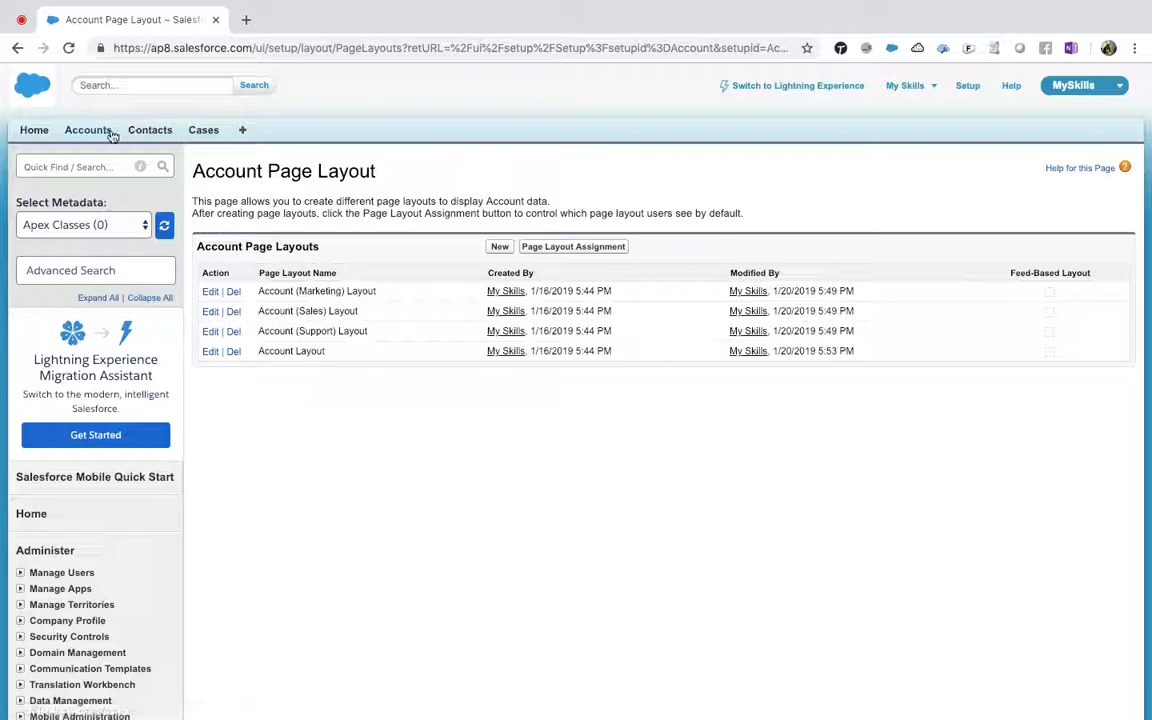 Account Page Layout ~ Salesf
https://ap8.salesforce.com/ui/setup/layout/PageLayouts?retURL=%2Fui%2Fsetup%2FSetup%3Fsetupid%3DAccount&setupid=Ac...
Search... Search Switch to Lightning Experience My Skills Setup Help MySkills
Home Accounts Contacts Cases +
Quick Find / Search...
Select Metadata:
Apex Classes (0)
Advanced Search
Expand All | Collapse All
Lightning Experience
Migration Assistant
Switch to the modern, intelligent
Salesforce.
Get Started
Salesforce Mobile Quick Start
Home
Administer
Manage Users
Manage Apps
Manage Territories
Company Profile
Security Controls
Domain Management
Communication Templates
Translation Workbench
Data Management
Mobile Administration
Account Page Layout
Help for this Page ?
This page allows you to create different page layouts to display Account data.
After creating page layouts, click the Page Layout Assignment button to control which page layout users see by default.
Account Page Layouts New Page Layout Assignment
Action Page Layout Name Created By Modified By Feed-Based Layout
Edit | Del Account (Marketing) Layout My Skills, 1/16/2019 5:44 PM My Skills, 1/20/2019 5:49 PM
Edit | Del Account (Sales) Layout My Skills, 1/16/2019 5:44 PM My Skills, 1/20/2019 5:49 PM
Edit | Del Account (Support) Layout My Skills, 1/16/2019 5:44 PM My Skills, 1/20/2019 5:49 PM
Edit | Del Account Layout My Skills, 1/16/2019 5:44 PM My Skills, 1/20/2019 5:53 PM